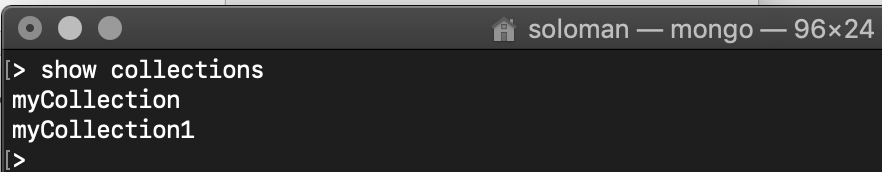 soloman — mongo — 96×24
[> show collections
myCollection
myCollection1
[>